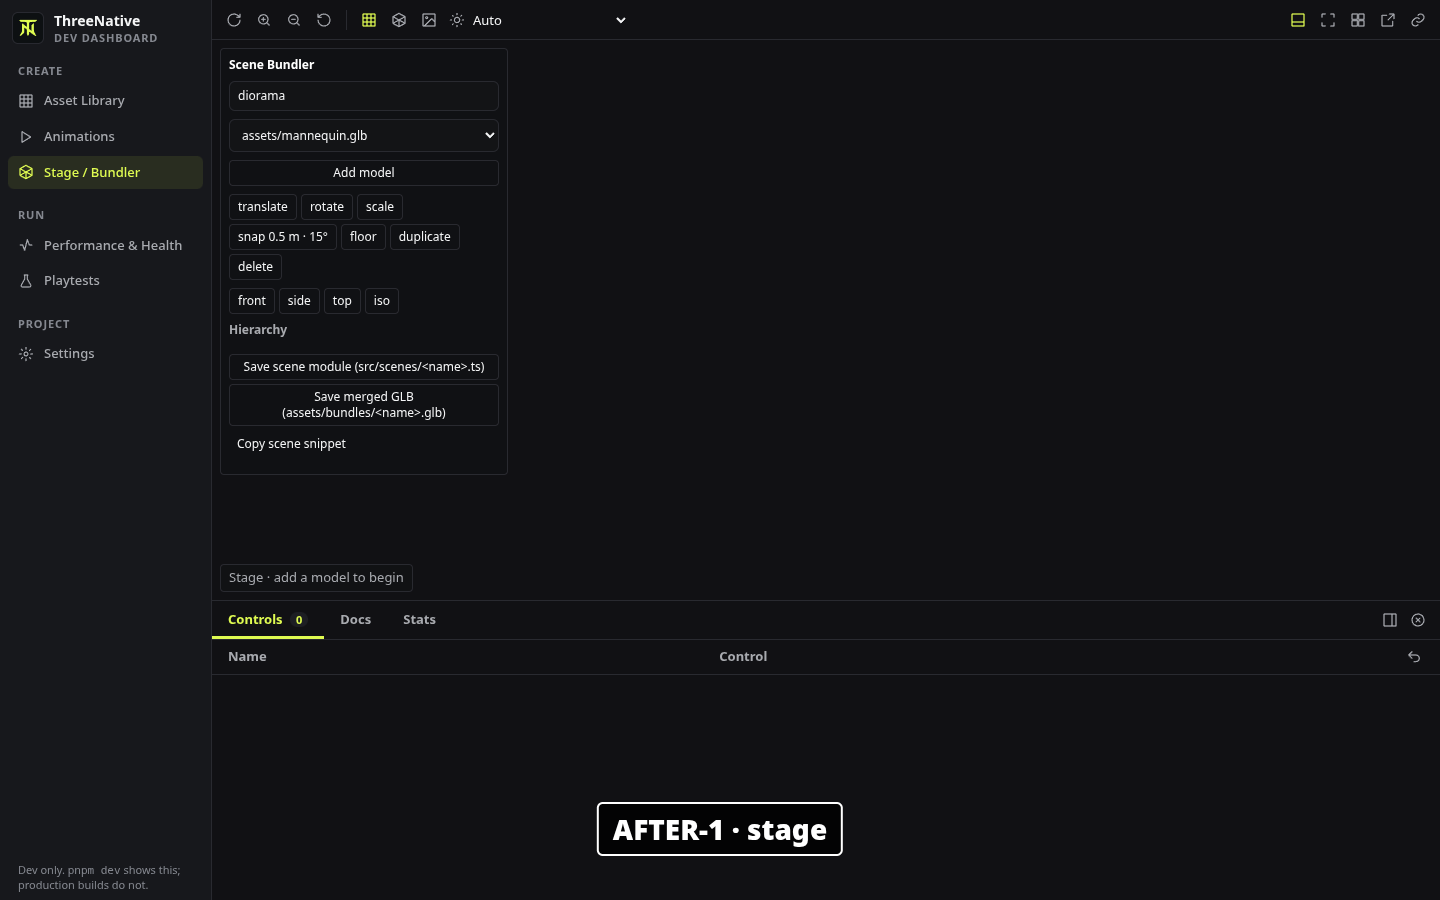 ThreeNative
DEV DASHBOARD
CREATE
Asset Library
Animations
Stage / Bundler
RUN
Performance & Health
Playtests
PROJECT
Settings
Dev only. pnpm dev shows this;
production builds do not.
Auto
Scene Bundler
diorama
assets/mannequin.glb
Add model
translate rotate scale
snap 0.5 m · 15° floor duplicate
delete
front side top iso
Hierarchy
Save scene module (src/scenes/<name>.ts)
Save merged GLB
(assets/bundles/<name>.glb)
Copy scene snippet
Stage · add a model to begin
Controls 0 Docs Stats
Name Control
AFTER-1 · stage